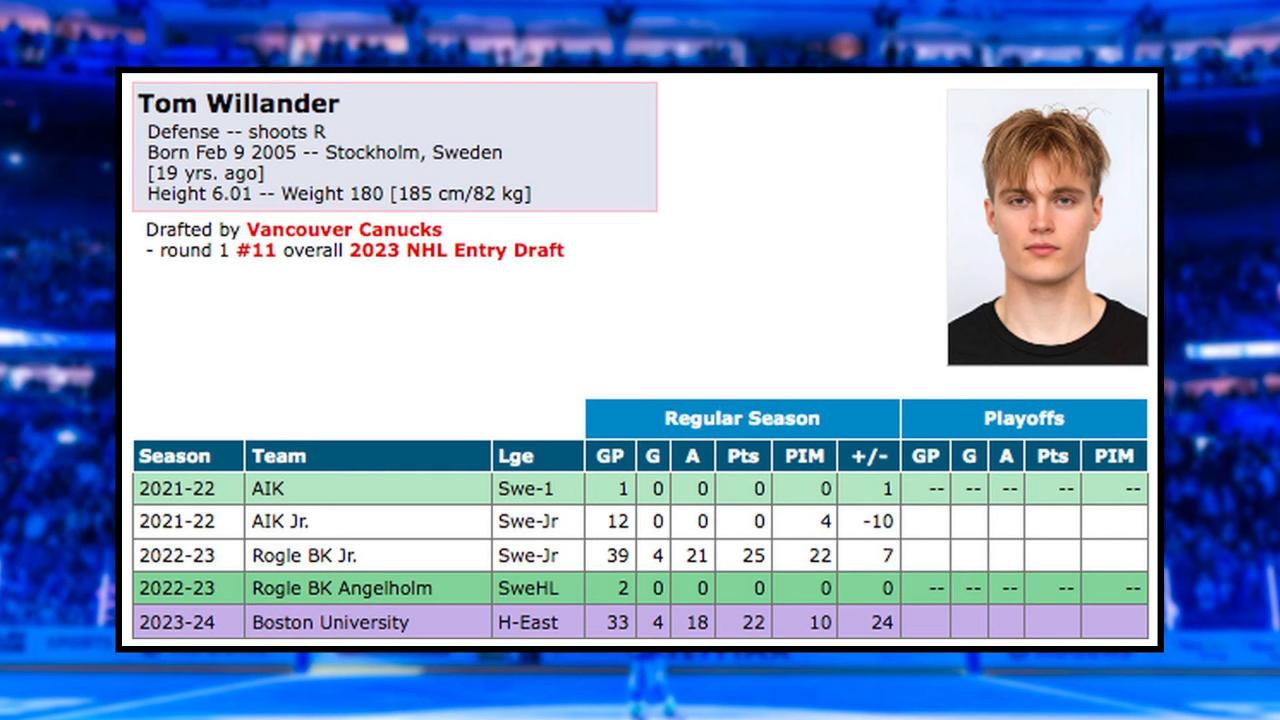 Tom Willander
Defense -- shoots R
Born Feb 9 2005 -- Stockholm, Sweden
[19 yrs. ago]
Height 6.01 -- Weight 180 [185 cm/82 kg]
Drafted by Vancouver Canucks
- round 1 #11 overall 2023 NHL Entry Draft
Regular Season Playoffs
Season Team Lge GP G A Pts PIM +/- GP G A Pts PIM
2021-22 AIK Swe-1 1 0 0 0 0 1 -- -- -- -- --
2021-22 AIK Jr. Swe-Jr 12 0 0 0 4 -10
2022-23 Rogle BK Jr. Swe-Jr 39 4 21 25 22 7
2022-23 Rogle BK Angelholm SweHL 2 0 0 0 0 0 -- -- -- -- --
2023-24 Boston University H-East 33 4 18 22 10 24